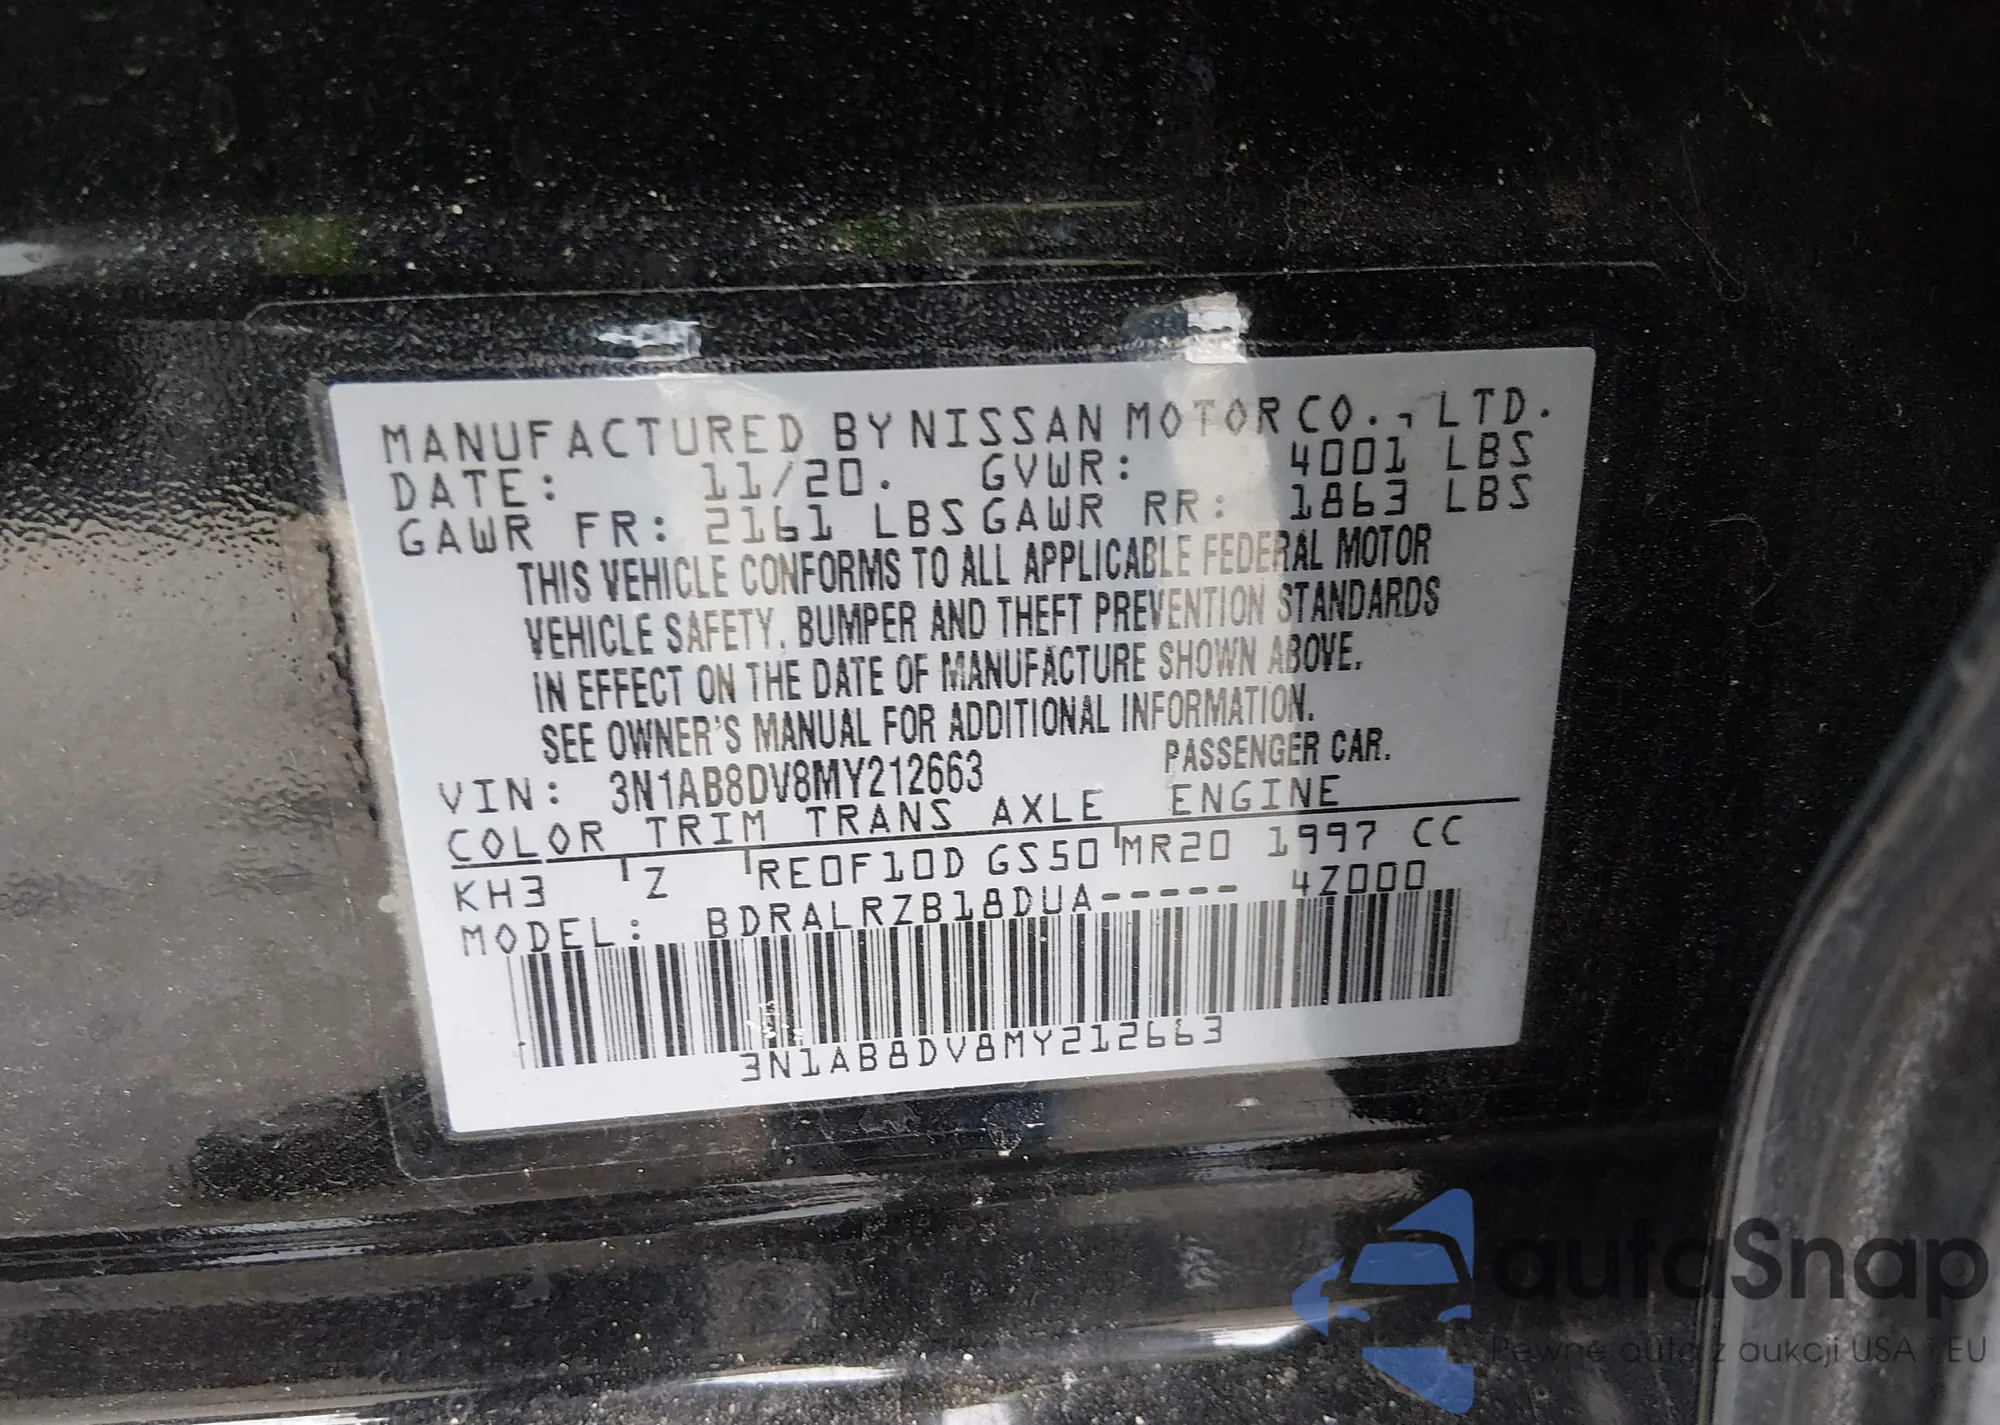 MANUFACTURED BY NISSAN MOTOR CO., LTD.
DATE: 11/20. GVWR: 4001 LBS
GAWR FR: 2161 LBS GAWR RR: 1863 LBS
THIS VEHICLE CONFORMS TO ALL APPLICABLE FEDERAL MOTOR
VEHICLE SAFETY, BUMPER AND THEFT PREVENTION STANDARDS
IN EFFECT ON THE DATE OF MANUFACTURE SHOWN ABOVE.
SEE OWNER'S MANUAL FOR ADDITIONAL INFORMATION.
VIN: 3N1AB8DV8MY212663 PASSENGER CAR.
COLOR TRIM TRANS AXLE ENGINE
KH3 Z RE0F10D GS50 MR20 1997 CC
MODEL: BDRALRZB18DUA----- 4Z000
3N1AB8DV8MY212663
autoSnap
Pewne auto z aukcji USA i EU